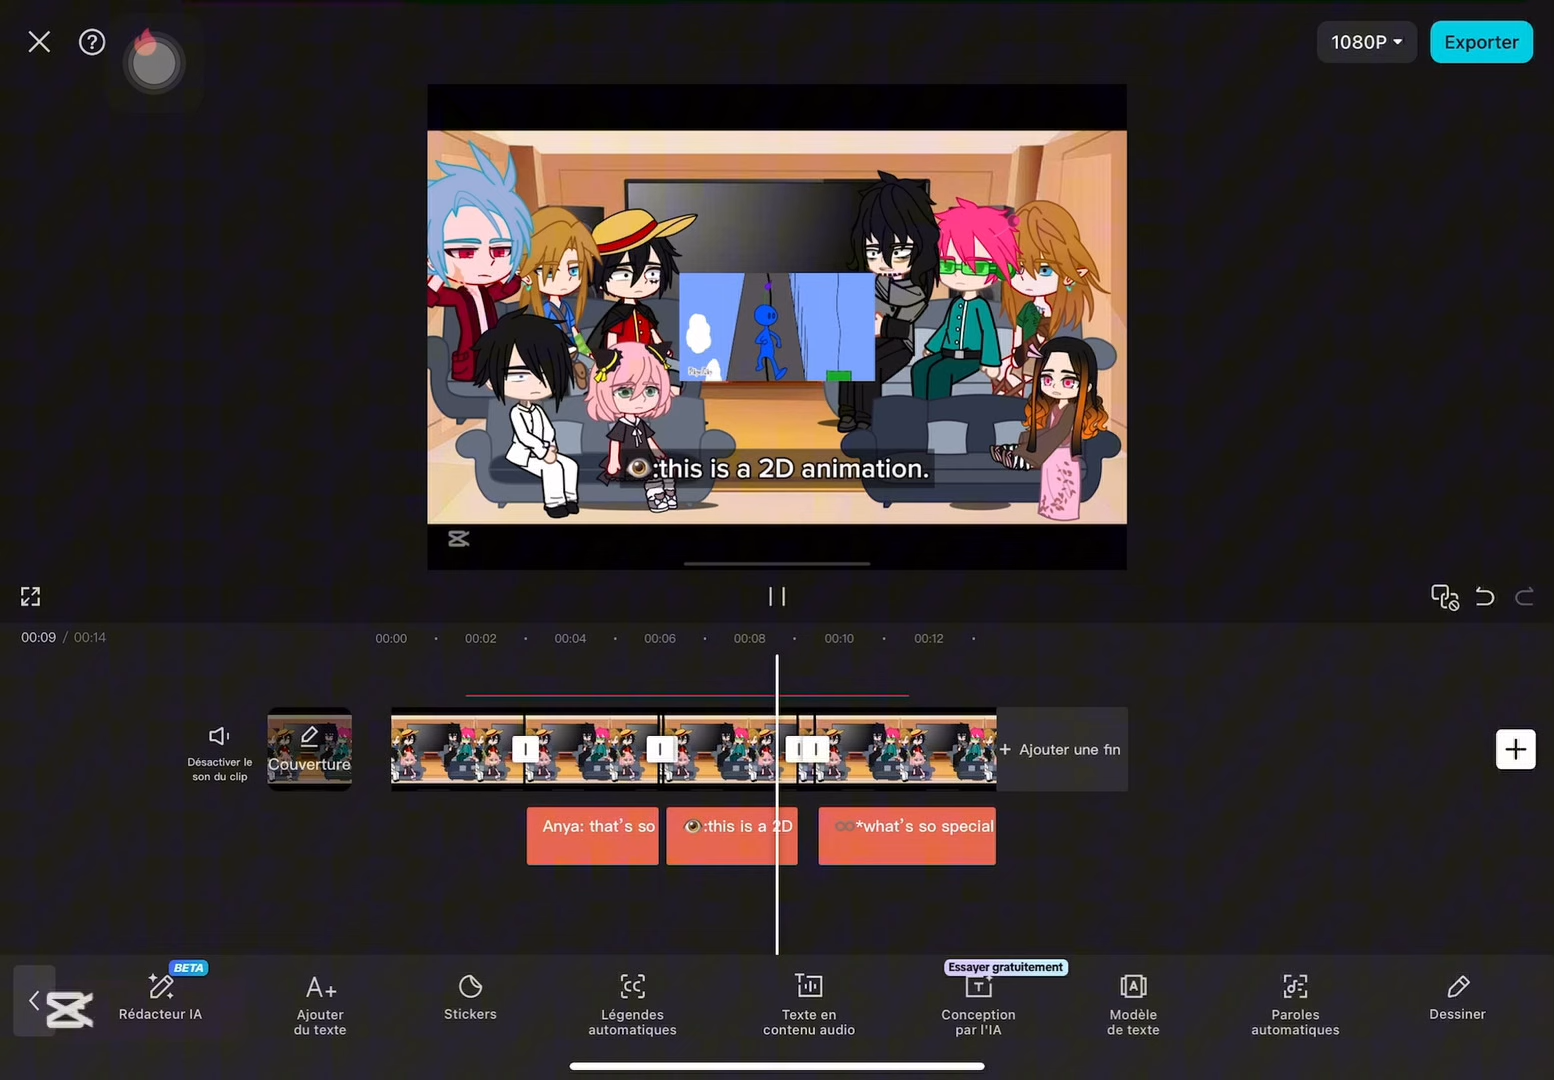 1080P
Exporter
👁:this is a 2D animation.
00:09 / 00:14
00:00 00:02 00:04 00:06 00:08 00:10 00:12
Désactiver le
son du clip
Couverture
+ Ajouter une fin
Anya: that's so
👁:this is a 2D
♾*what's so special
BETA
Rédacteur IA
Ajouter
du texte
Stickers
Légendes
automatiques
Texte en
contenu audio
Essayer gratuitement
Conception
par l'IA
Modèle
de texte
Paroles
automatiques
Dessiner